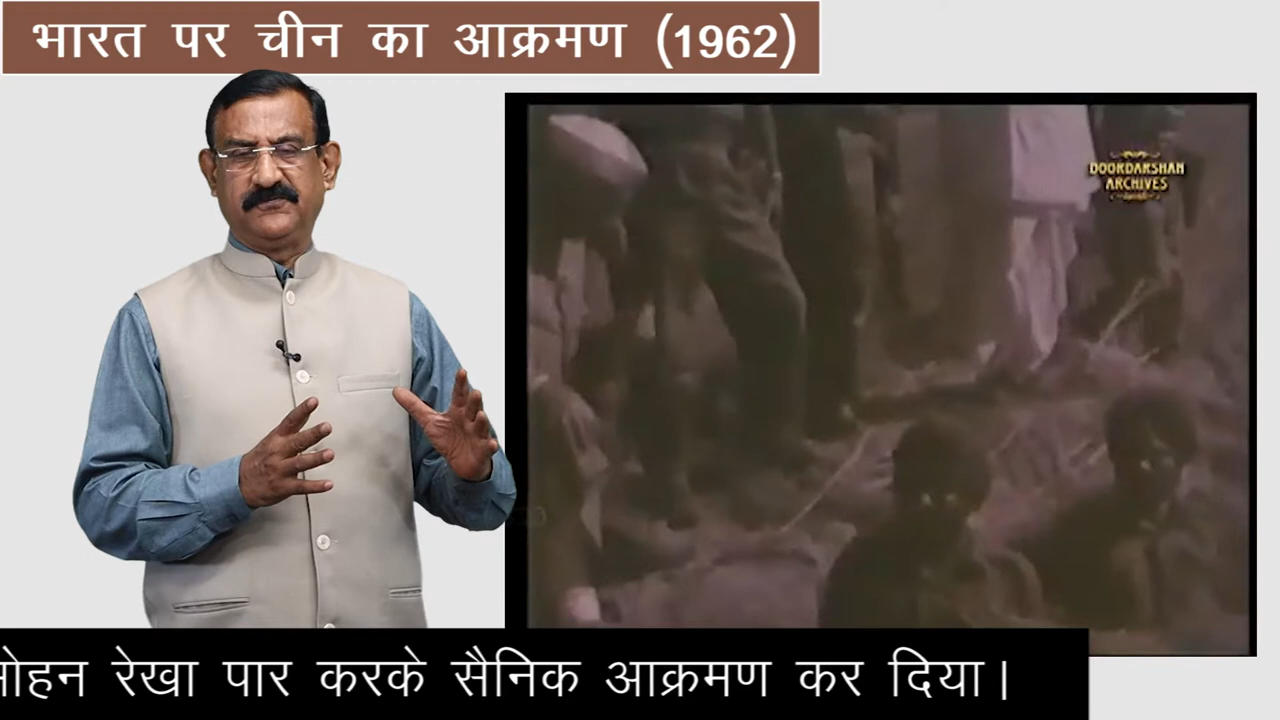 भारत पर चीन का आक्रमण (1962)
DOORDARSHAN
ARCHIVES
रेखा पार करके सैनिक आक्रमण कर दिया।